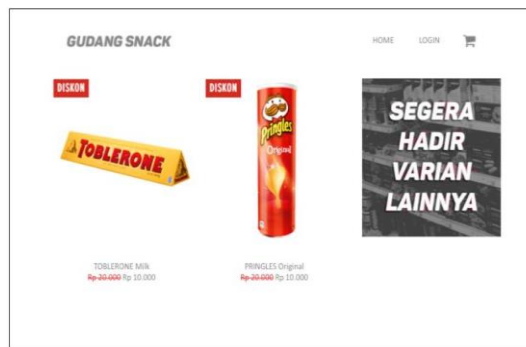 GUDANG SNACK
HOME LOGIN
DISKON
DISKON
TOBLERONE
Pringles
Original
SEGERA
HADIR
VARIAN
LAINNYA
TOBLERONE Milk
Rp 20.000 Rp 10.000
PRINGLES Original
Rp 20.000 Rp 10.000